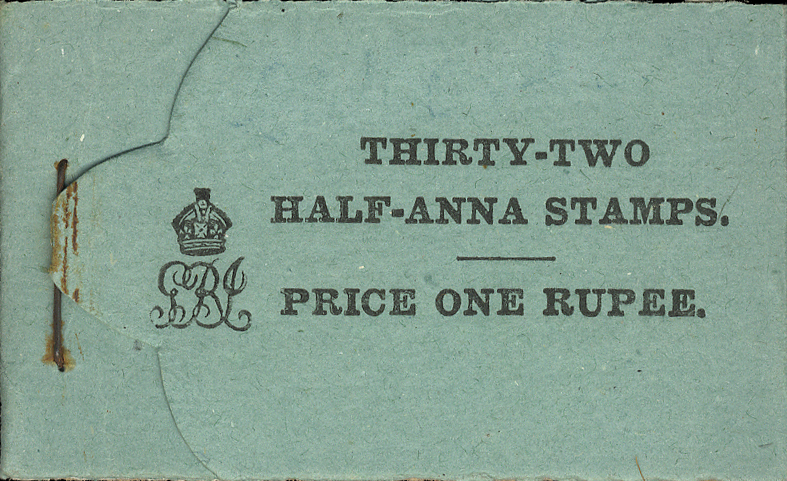 THIRTY-TWO
HALF-ANNA STAMPS.
PRICE ONE RUPEE.